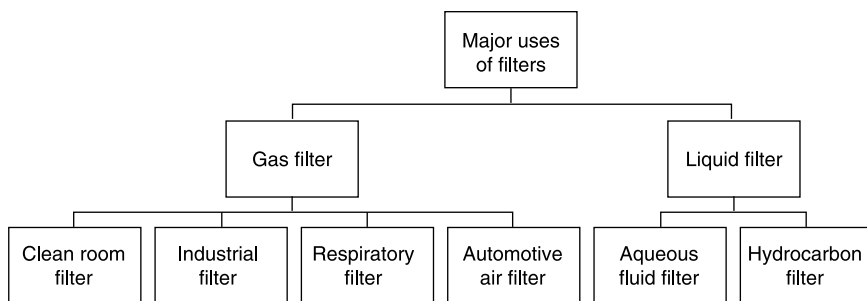 Major uses
of filters
Gas filter
Liquid filter
Clean room
filter
Industrial
filter
Respiratory
filter
Automotive
air filter
Aqueous
fluid filter
Hydrocarbon
filter